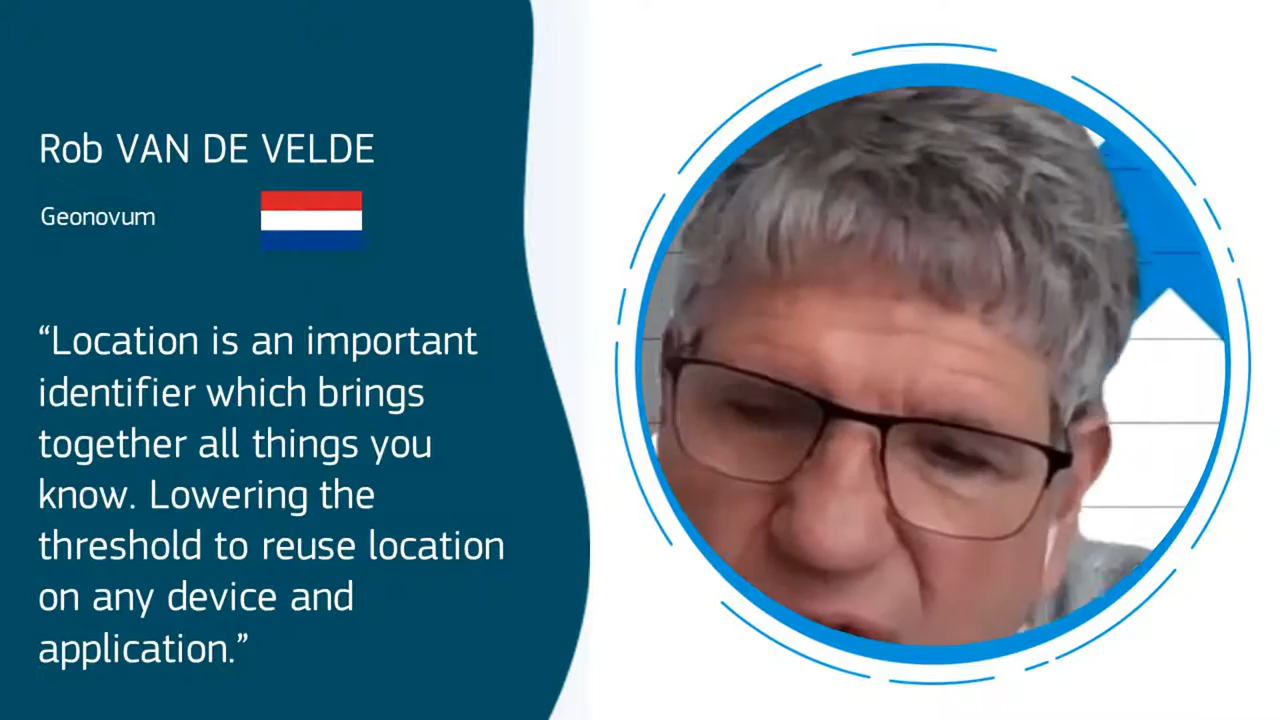 Rob VAN DE VELDE
Geonovum
“Location is an important
identifier which brings
together all things you
know. Lowering the
threshold to reuse location
on any device and
application.”